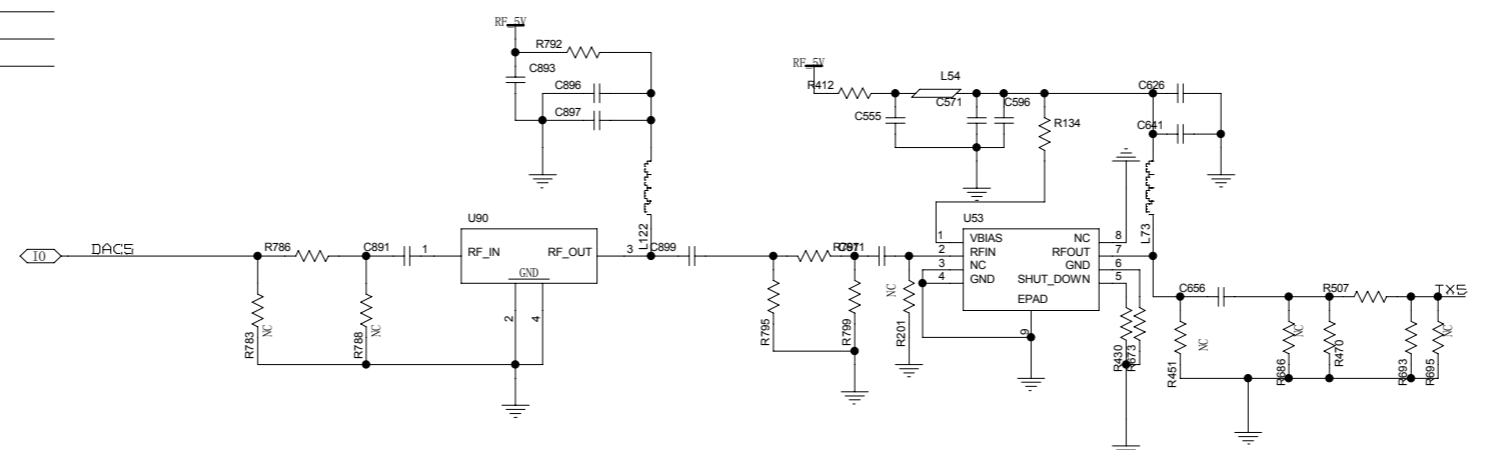 RF_5V
R792
C893
C896
C897
L122
RF_5V
R412
L54
C555
C571
C596
R134
C626
C641
L73
IO
DAC5
R786
C891
R783
NC
R788
NC
U90
1
RF_IN
RF_OUT
3
GND
2
4
C899
R795
R799
NC
R201
U53
1
VBIAS
2
RFIN
3
NC
4
GND
NC
8
RFOUT
7
GND
6
SHUT_DOWN
5
EPAD
9
R430
R673
C656
R451
NC
R686
NC
R470
R507
R693
R695
NC
TX5